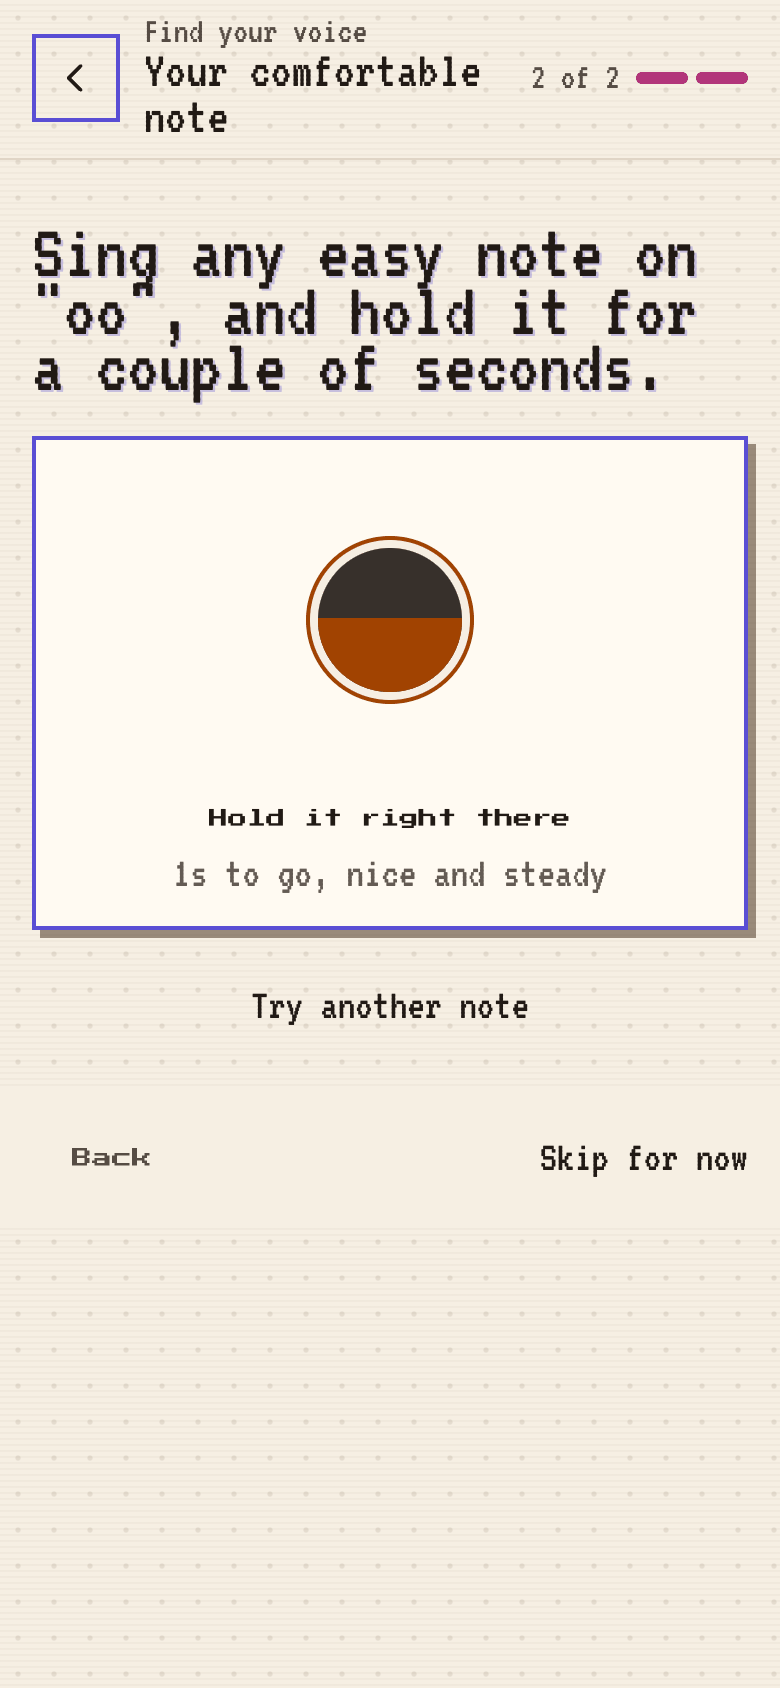 Find your voice
Your comfortable
note
2 of 2
Sing any easy note on
"oo", and hold it for
a couple of seconds.
Hold it right there
1s to go, nice and steady
Try another note
Back
Skip for now